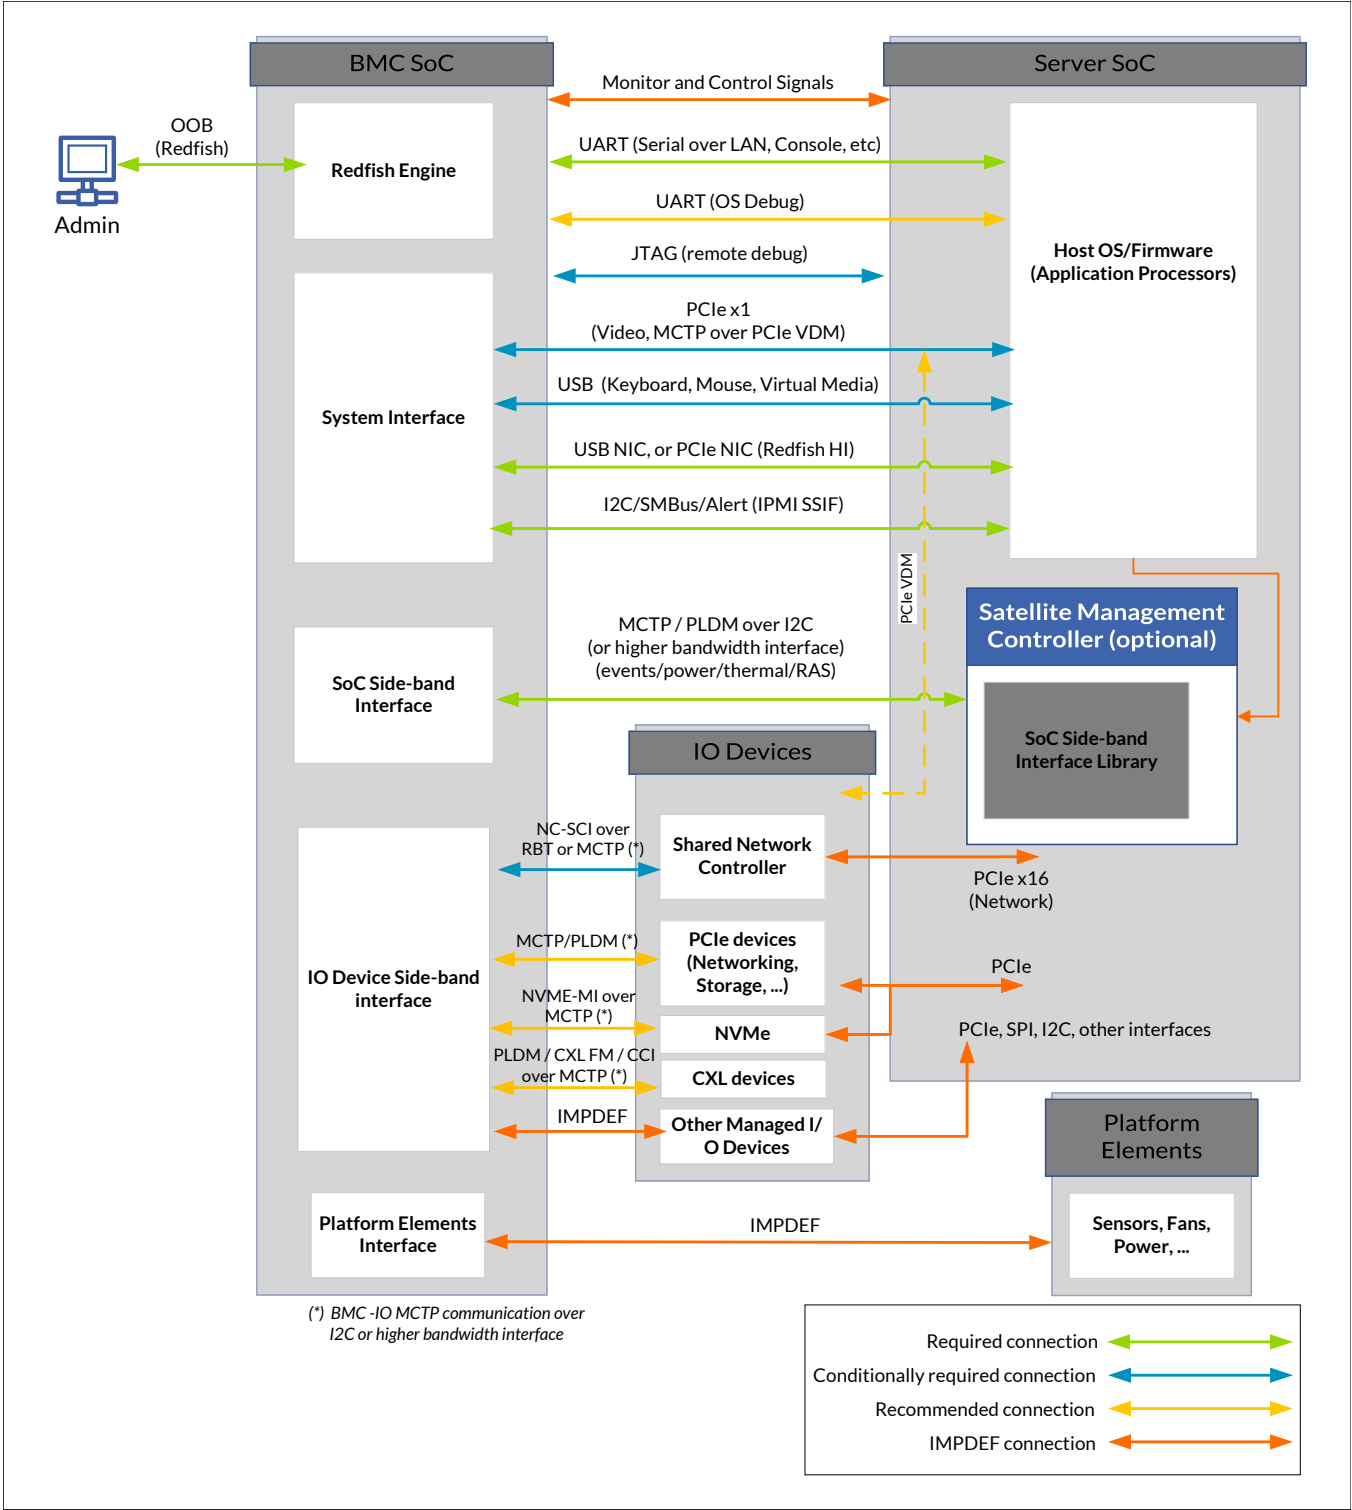 BMC SoC
Server SoC
Monitor and Control Signals
OOB
(Redfish)
Admin
Redfish Engine
UART (Serial over LAN, Console, etc)
UART (OS Debug)
JTAG (remote debug)
Host OS/Firmware
(Application Processors)
PCIe x1
(Video, MCTP over PCIe VDM)
System Interface
USB (Keyboard, Mouse, Virtual Media)
USB NIC, or PCIe NIC (Redfish HI)
I2C/SMBus/Alert (IPMI SSIF)
PCIe VDM
Satellite Management
Controller (optional)
MCTP / PLDM over I2C
(or higher bandwidth interface)
(events/power/thermal/RAS)
SoC Side-band
Interface
SoC Side-band
Interface Library
IO Devices
NC-SCI over
RBT or MCTP (*)
Shared Network
Controller
PCIe x16
(Network)
IO Device Side-band
interface
MCTP/PLDM (*)
PCIe devices
(Networking,
Storage, ...)
PCIe
NVME-MI over
MCTP (*)
NVMe
PCIe, SPI, I2C, other interfaces
PLDM / CXL FM / CCI
over MCTP (*)
CXL devices
IMPDEF
Other Managed I/
O Devices
Platform
Elements
Platform Elements
Interface
IMPDEF
Sensors, Fans,
Power, ...
(*) BMC -IO MCTP communication over
I2C or higher bandwidth interface
Required connection
Conditionally required connection
Recommended connection
IMPDEF connection